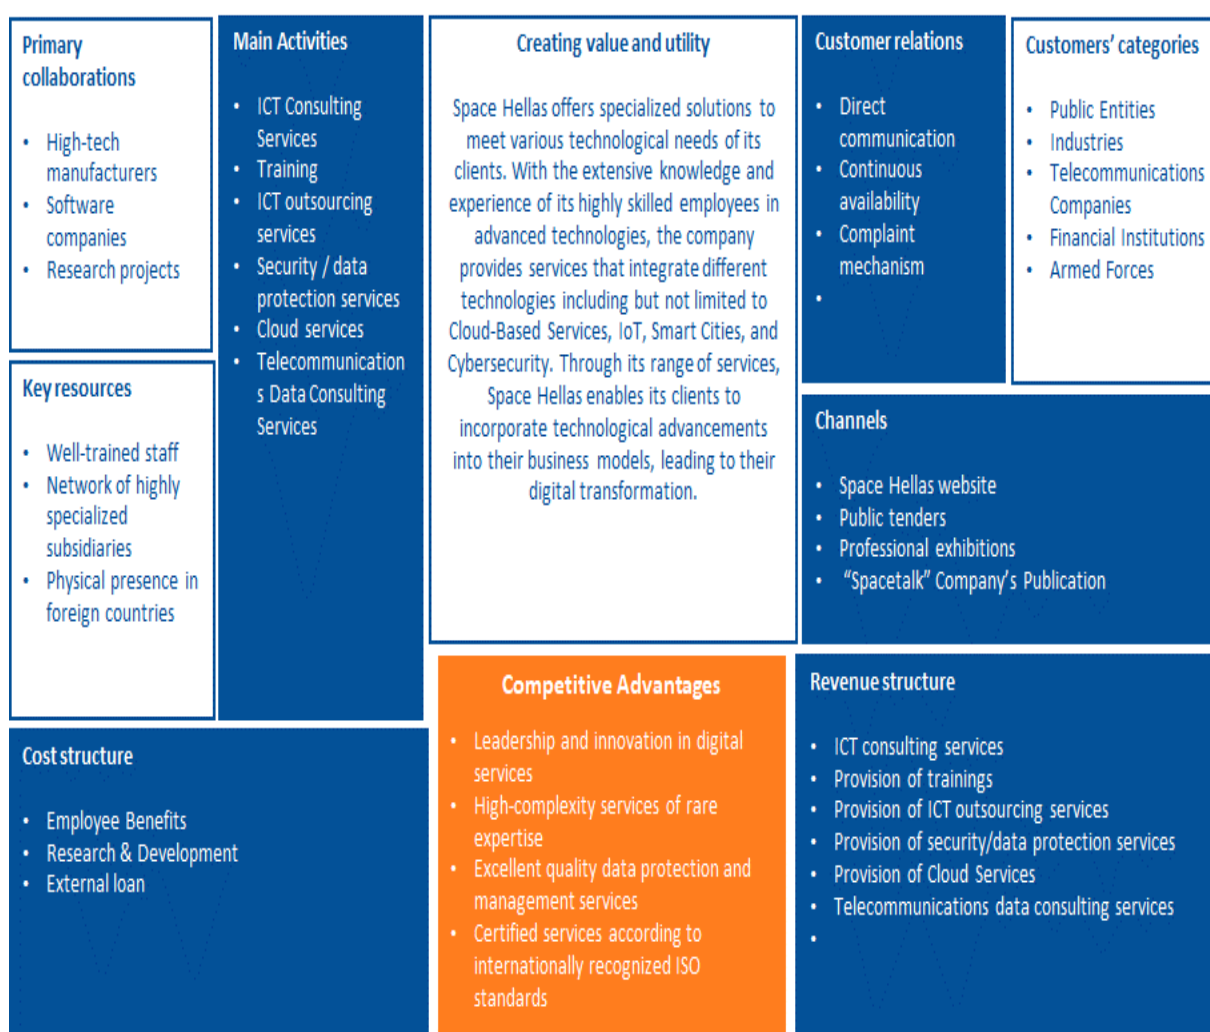 Primary
collaborations
• High-tech
manufacturers
• Software
companies
• Research projects
Key resources
• Well-trained staff
• Network of highly
specialized
subsidiaries
• Physical presence in
foreign countries
Main Activities
• ICT Consulting
Services
• Training
• ICT outsourcing
services
• Security / data
protection services
• Cloud services
• Telecommunication
s Data Consulting
Services
Creating value and utility
Space Hellas offers specialized solutions to
meet various technological needs of its
clients. With the extensive knowledge and
experience of its highly skilled employees in
advanced technologies, the company
provides services that integrate different
technologies including but not limited to
Cloud-Based Services, IoT, Smart Cities, and
Cybersecurity. Through its range of services,
Space Hellas enables its clients to
incorporate technological advancements
into their business models, leading to their
digital transformation.
Customer relations
• Direct
communication
• Continuous
availability
• Complaint
mechanism
•
Customers’ categories
• Public Entities
• Industries
• Telecommunications
Companies
• Financial Institutions
• Armed Forces
Channels
• Space Hellas website
• Public tenders
• Professional exhibitions
• “Spacetalk” Company’s Publication
Cost structure
• Employee Benefits
• Research & Development
• External loan
Competitive Advantages
• Leadership and innovation in digital
services
• High-complexity services of rare
expertise
• Excellent quality data protection and
management services
• Certified services according to
internationally recognized ISO
standards
Revenue structure
• ICT consulting services
• Provision of trainings
• Provision of ICT outsourcing services
• Provision of security/data protection services
• Provision of Cloud Services
• Telecommunications data consulting services
•